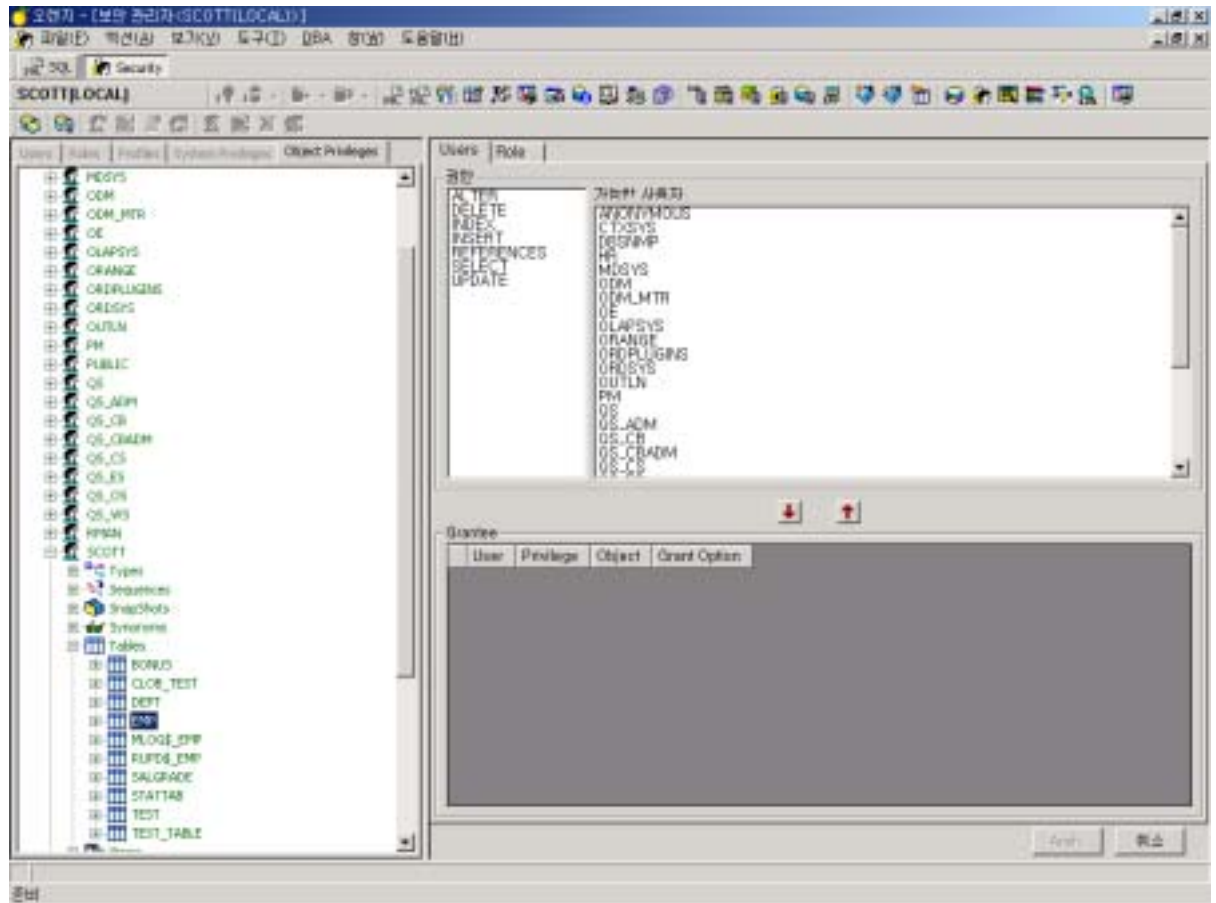 오렌지 - [보안 관리자<SCOTT(LOCAL)>]
파일(F) 액션(A) 보기(V) 도구(T) DBA 창(W) 도움말(H)
SQL Security
SCOTT[LOCAL]
Users Roles Profiles System Privileges Object Privileges
MDSYS
ODM
ODM_MTR
OE
OLAPSYS
ORANGE
ORDPLUGINS
ORDSYS
OUTLN
PM
PUBLIC
QS
QS_ADM
QS_CB
QS_CBADM
QS_CS
QS_ES
QS_OS
QS_WS
RMAN
SCOTT
Types
Sequences
SnapShots
Synonyms
Tables
BONUS
CLOB_TEST
DEPT
EMP
MLOG$_EMP
RUPD$_EMP
SALGRADE
STATTAB
TEST
TEST_TABLE
Users Role
권한
ALTER
DELETE
INDEX
INSERT
REFERENCES
SELECT
UPDATE
가능한 사용자
ANONYMOUS
CTXSYS
DBSNMP
HR
MDSYS
ODM
ODM_MTR
OE
OLAPSYS
ORANGE
ORDPLUGINS
ORDSYS
OUTLN
PM
QS
QS_ADM
QS_CB
QS_CBADM
QS_CS
Grantee
User Privilege Object Grant Option
Apply 취소
준비